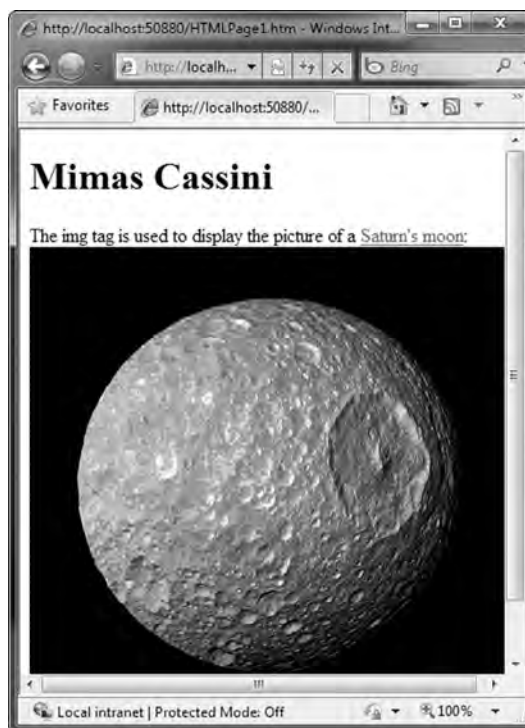 http://localhost:50880/HTMLPage1.htm - Windows Int...
http://localh...
Bing
Favorites
http://localhost:50880/...
Mimas Cassini
The img tag is used to display the picture of a Saturn's moon:
Local intranet | Protected Mode: Off
100%